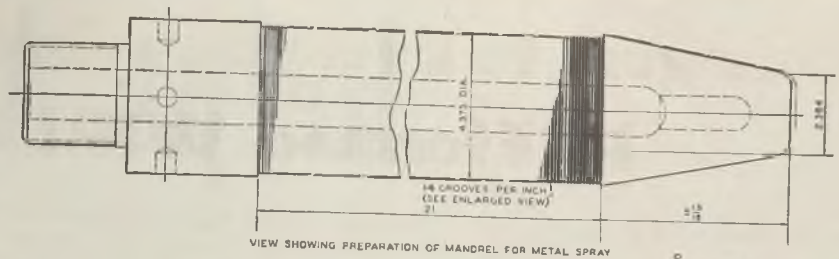 4.375 DIA.
2.384
14 GROOVES PER INCH
(SEE ENLARGED VIEW)
21
VIEW SHOWING PREPARATION OF MANDREL FOR METAL SPRAY